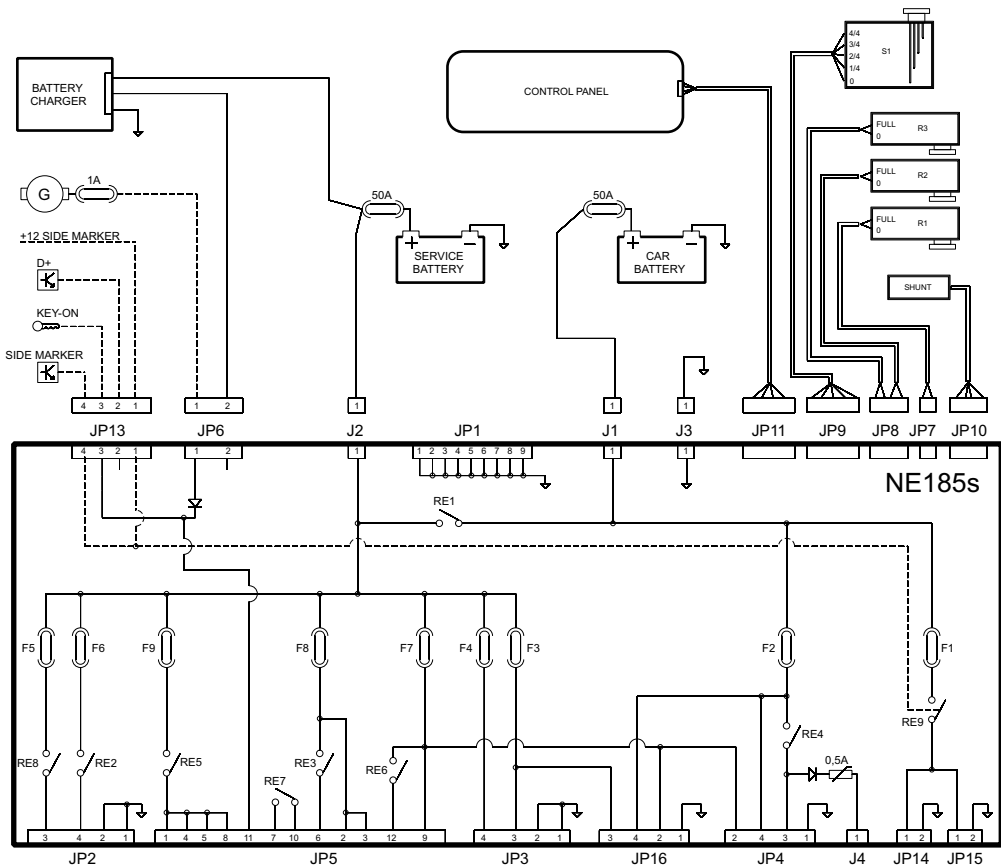 BATTERY
CHARGER
CONTROL PANEL
4/4
3/4
2/4
1/4
0
S1
FULL
0
R3
FULL
0
R2
FULL
0
R1
SHUNT
G
1A
50A
50A
+12 SIDE MARKER
D+
KEY-ON
SIDE MARKER
+ −
SERVICE
BATTERY
+ −
CAR
BATTERY
4 3 2 1
1 2
1
1
1
JP13 JP6 J2 JP1 J1 J3 JP11 JP9 JP8 JP7 JP10
4 3 2 1
1 2
1
1 2 3 4 5 6 7 8 9
1
1
NE185s
RE1
F5 F6 F9 F8 F7 F4 F3 F2 F1
RE9
RE8 RE2 RE5 RE7 RE3 RE6 RE4 0,5A
3 4 2 1
1 4 5 8 11 7 10 6 2 3 12 9
4 3 2 1
3 4 2 1
2 4 3 1
1
1 2
1 2
JP2 JP5 JP3 JP16 JP4 J4 JP14 JP15